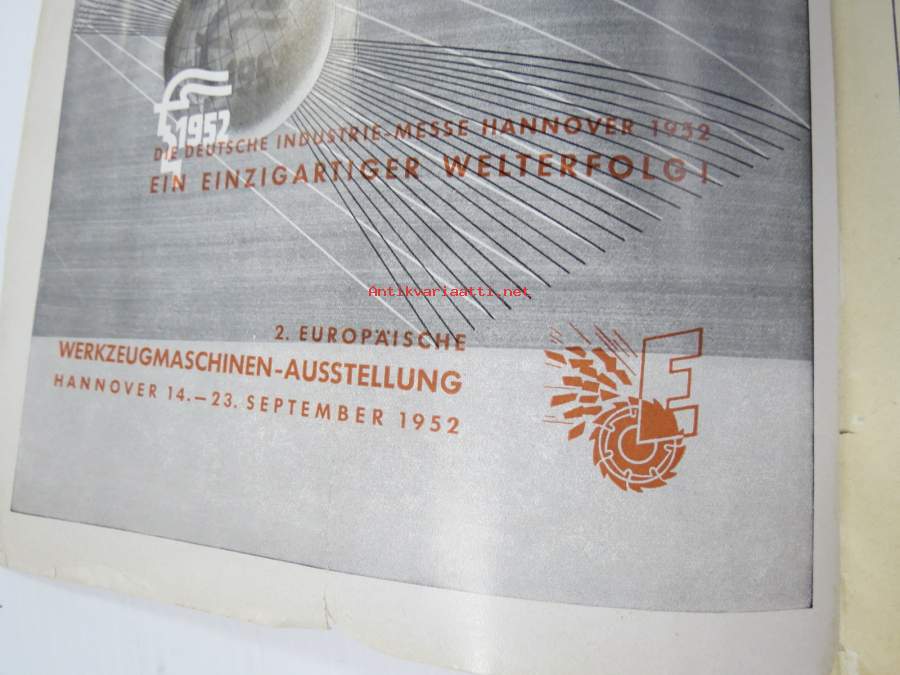 1952
DIE DEUTSCHE INDUSTRIE-MESSE HANNOVER 1952
EIN EINZIGARTIGER WELTERFOLG!
Antikvariaatti.net
2. EUROPÄISCHE
WERKZEUGMASCHINEN-AUSSTELLUNG
HANNOVER 14.—23. SEPTEMBER 1952
E